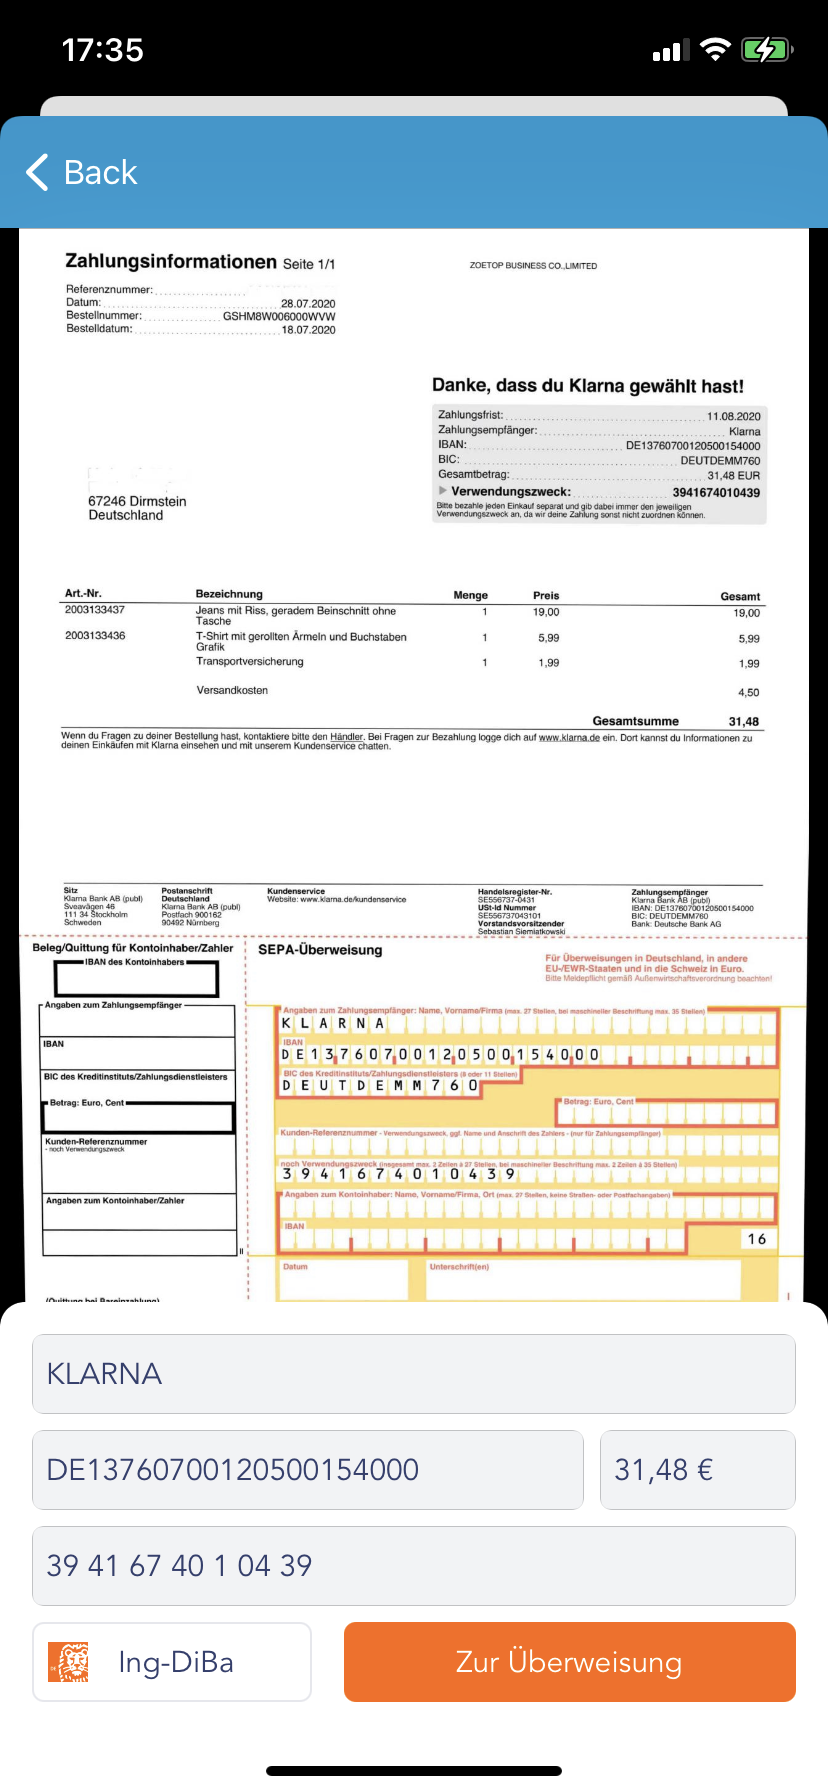 17:35
Back
Zahlungsinformationen Seite 1/1
ZOETOP BUSINESS CO.,LIMITED
Referenznummer:
Datum: 28.07.2020
Bestellnummer: GSHM8W006000WVW
Bestelldatum: 18.07.2020
Danke, dass du Klarna gewählt hast!
Zahlungsfrist: 11.08.2020
Zahlungsempfänger: Klarna
IBAN: DE13760700120500154000
BIC: DEUTDEMM760
Gesamtbetrag: 31,48 EUR
Verwendungszweck: 3941674010439
Bitte bezahle jeden Einkauf separat und gib dabei immer den jeweiligen
Verwendungszweck an, da wir deine Zahlung sonst nicht zuordnen können.
67246 Dirmstein
Deutschland
Art.-Nr. Bezeichnung Menge Preis Gesamt
2003133437 Jeans mit Riss, geradem Beinschnitt ohne 1 19,00 19,00
Tasche
2003133436 T-Shirt mit gerollten Ärmeln und Buchstaben 1 5,99 5,99
Grafik
Transportversicherung 1 1,99 1,99
Versandkosten 4,50
Gesamtsumme 31,48
Wenn du Fragen zu deiner Bestellung hast, kontaktiere bitte den Händler. Bei Fragen zur Bezahlung logge dich auf www.klarna.de ein. Dort kannst du Informationen zu
deinen Einkäufen mit Klarna einsehen und mit unserem Kundenservice chatten.
Sitz
Klarna Bank AB (publ)
Sveavägen 46
111 34 Stockholm
Schweden
Postanschrift
Deutschland
Klarna Bank AB (publ)
Postfach 900162
90492 Nürnberg
Kundenservice
Website: www.klarna.de/kundenservice
Handelsregister-Nr.
SE556737-0431
USt-Id Nummer
SE556737043101
Vorstandsvorsitzender
Sebastian Siemiatkowski
Zahlungsempfänger
Klarna Bank AB (publ)
IBAN: DE13760700120500154000
BIC: DEUTDEMM760
Bank: Deutsche Bank AG
Beleg/Quittung für Kontoinhaber/Zahler
IBAN des Kontoinhabers
Angaben zum Zahlungsempfänger
IBAN
BIC des Kreditinstituts/Zahlungsdienstleisters
Betrag: Euro, Cent
Kunden-Referenznummer
- noch Verwendungszweck
Angaben zum Kontoinhaber/Zahler
II
(Quittung bei Bareinzahlung)
SEPA-Überweisung
Für Überweisungen in Deutschland, in andere
EU-/EWR-Staaten und in die Schweiz in Euro.
Bitte Meldepflicht gemäß Außenwirtschaftsverordnung beachten!
Angaben zum Zahlungsempfänger: Name, Vorname/Firma (max. 27 Stellen, bei maschineller Beschriftung max. 35 Stellen)
KLARNA
IBAN
DE13760700120500154000
BIC des Kreditinstituts/Zahlungsdienstleisters (8 oder 11 Stellen)
DEUTDEMM760
Betrag: Euro, Cent
Kunden-Referenznummer - Verwendungszweck, ggf. Name und Anschrift des Zahlers - (nur für Zahlungsempfänger)
noch Verwendungszweck (insgesamt max. 2 Zeilen à 27 Stellen, bei maschineller Beschriftung max. 2 Zeilen à 35 Stellen)
3941674010439
Angaben zum Kontoinhaber: Name, Vorname/Firma, Ort (max. 27 Stellen, keine Straßen- oder Postfachangaben)
IBAN
16
Datum Unterschrift(en)
KLARNA
DE13760700120500154000
31,48 €
39 41 67 40 1 04 39
Ing-DiBa
Zur Überweisung